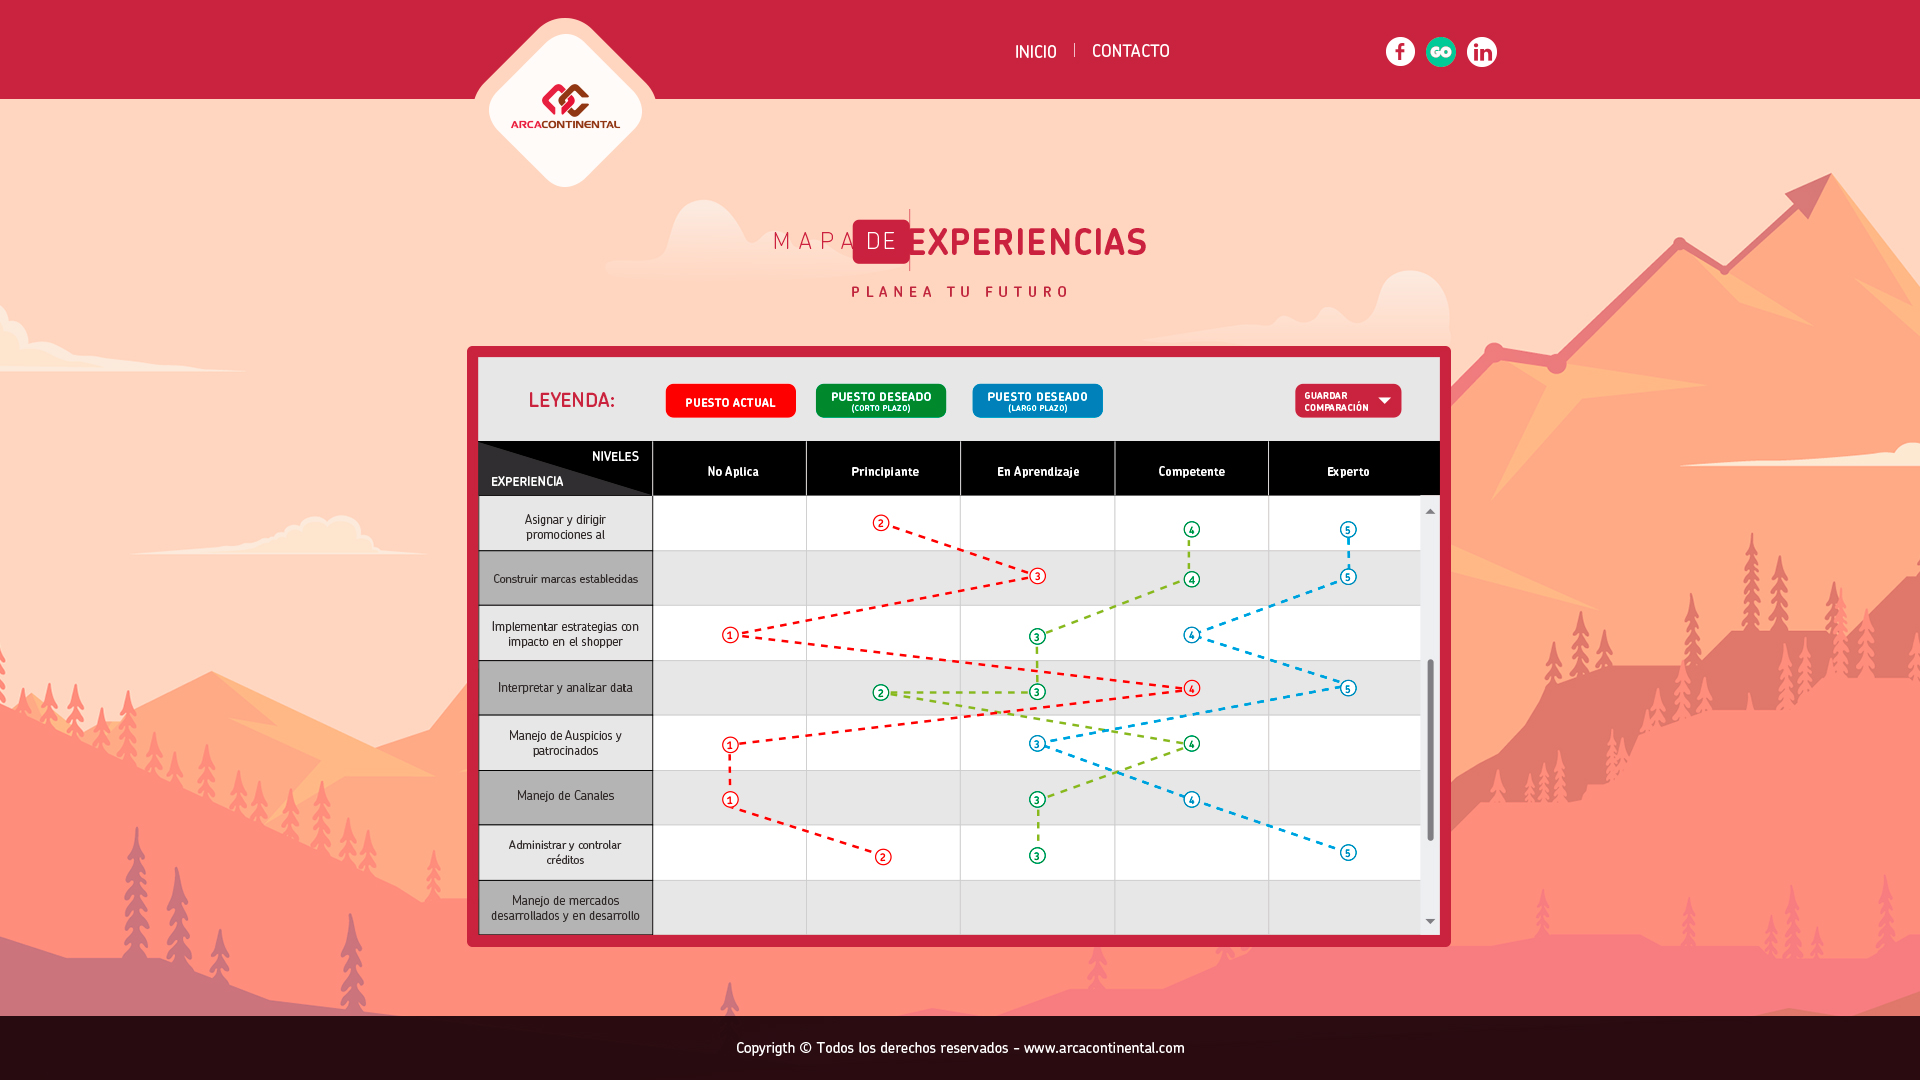 INICIO
CONTACTO
f
GO
in
ARCACONTINENTAL
MAPA DE EXPERIENCIAS
PLANEA TU FUTURO
LEYENDA:
PUESTO ACTUAL
PUESTO DESEADO
(CORTO PLAZO)
PUESTO DESEADO
(LARGO PLAZO)
GUARDAR
COMPARACIÓN
NIVELES
EXPERIENCIA
No Aplica
Principiante
En Aprendizaje
Competente
Experto
Asignar y dirigir
promociones al
2
4
5
Construir marcas establecidas
3
4
5
Implementar estrategias con
impacto en el shopper
1
3
4
Interpretar y analizar data
2
3
4
5
Manejo de Auspicios y
patrocinados
1
3
4
Manejo de Canales
1
3
4
Administrar y controlar
créditos
2
3
5
Manejo de mercados
desarrollados y en desarrollo
Copyrigth © Todos los derechos reservados - www.arcacontinental.com